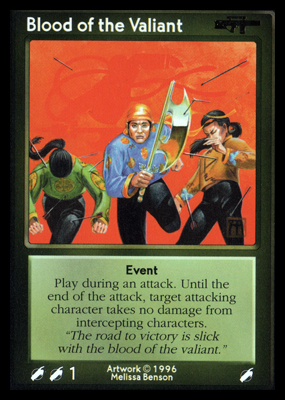 Blood of the Valiant
Event
Play during an attack. Until the
end of the attack, target attacking
character takes no damage from
intercepting characters.
"The road to victory is slick
with the blood of the valiant."
1
Artwork © 1996
Melissa Benson